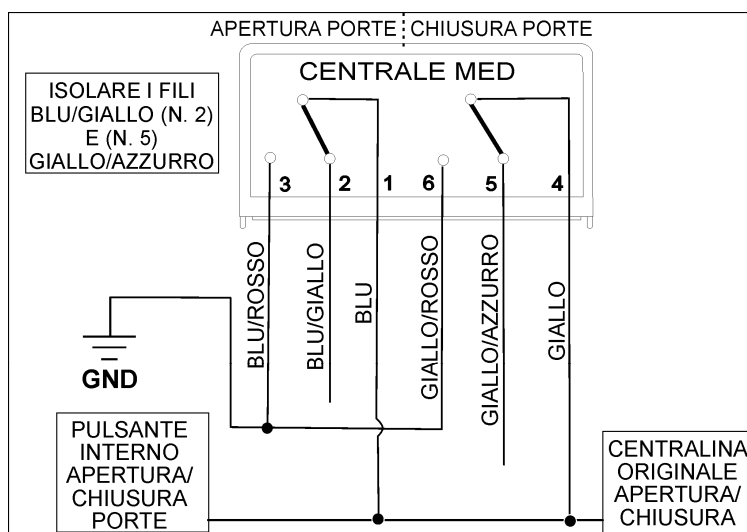 APERTURA PORTE CHIUSURA PORTE
CENTRALE MED
ISOLARE I FILI
BLU/GIALLO (N. 2)
E (N. 5)
GIALLO/AZZURRO
3 2 1 6 5 4
BLU/ROSSO
BLU/GIALLO
BLU
GIALLO/ROSSO
GIALLO/AZZURRO
GIALLO
GND
PULSANTE
INTERNO
APERTURA/
CHIUSURA
PORTE
CENTRALINA
ORIGINALE
APERTURA/
CHIUSURA